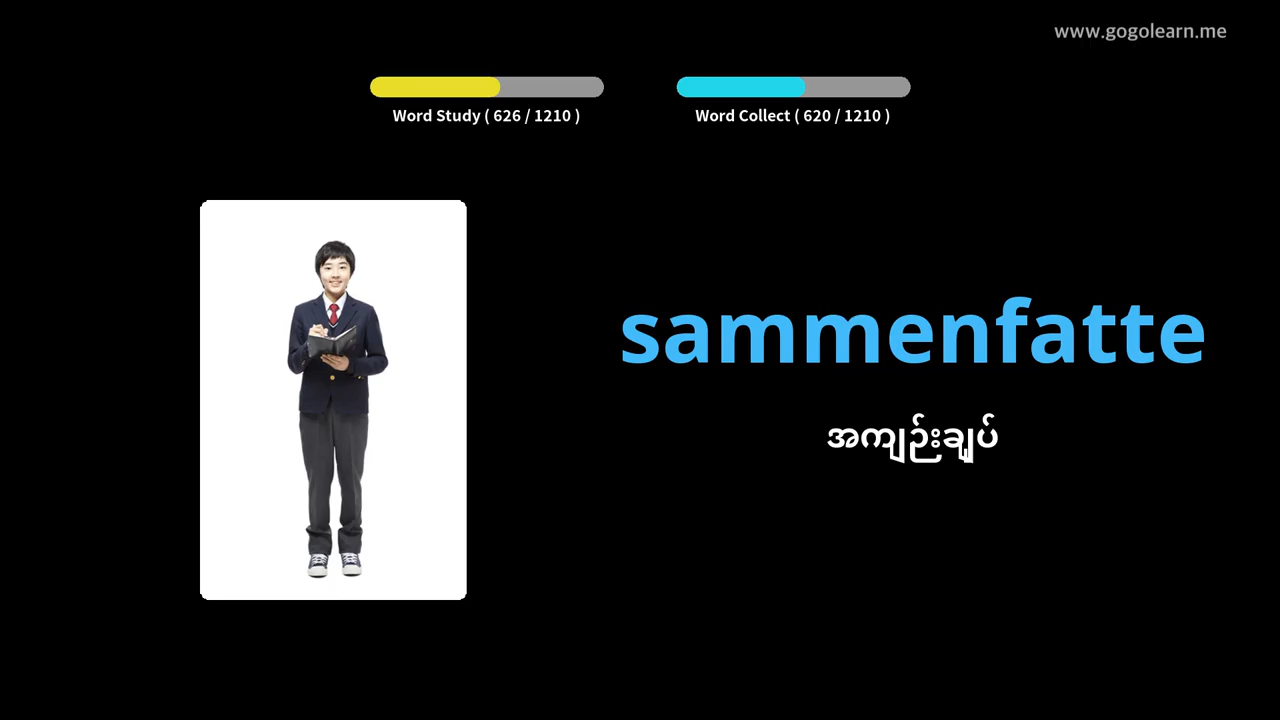 www.gogolearn.me
Word Study ( 626 / 1210 )
Word Collect ( 620 / 1210 )
sammenfatte
အကျဉ်းချုပ်